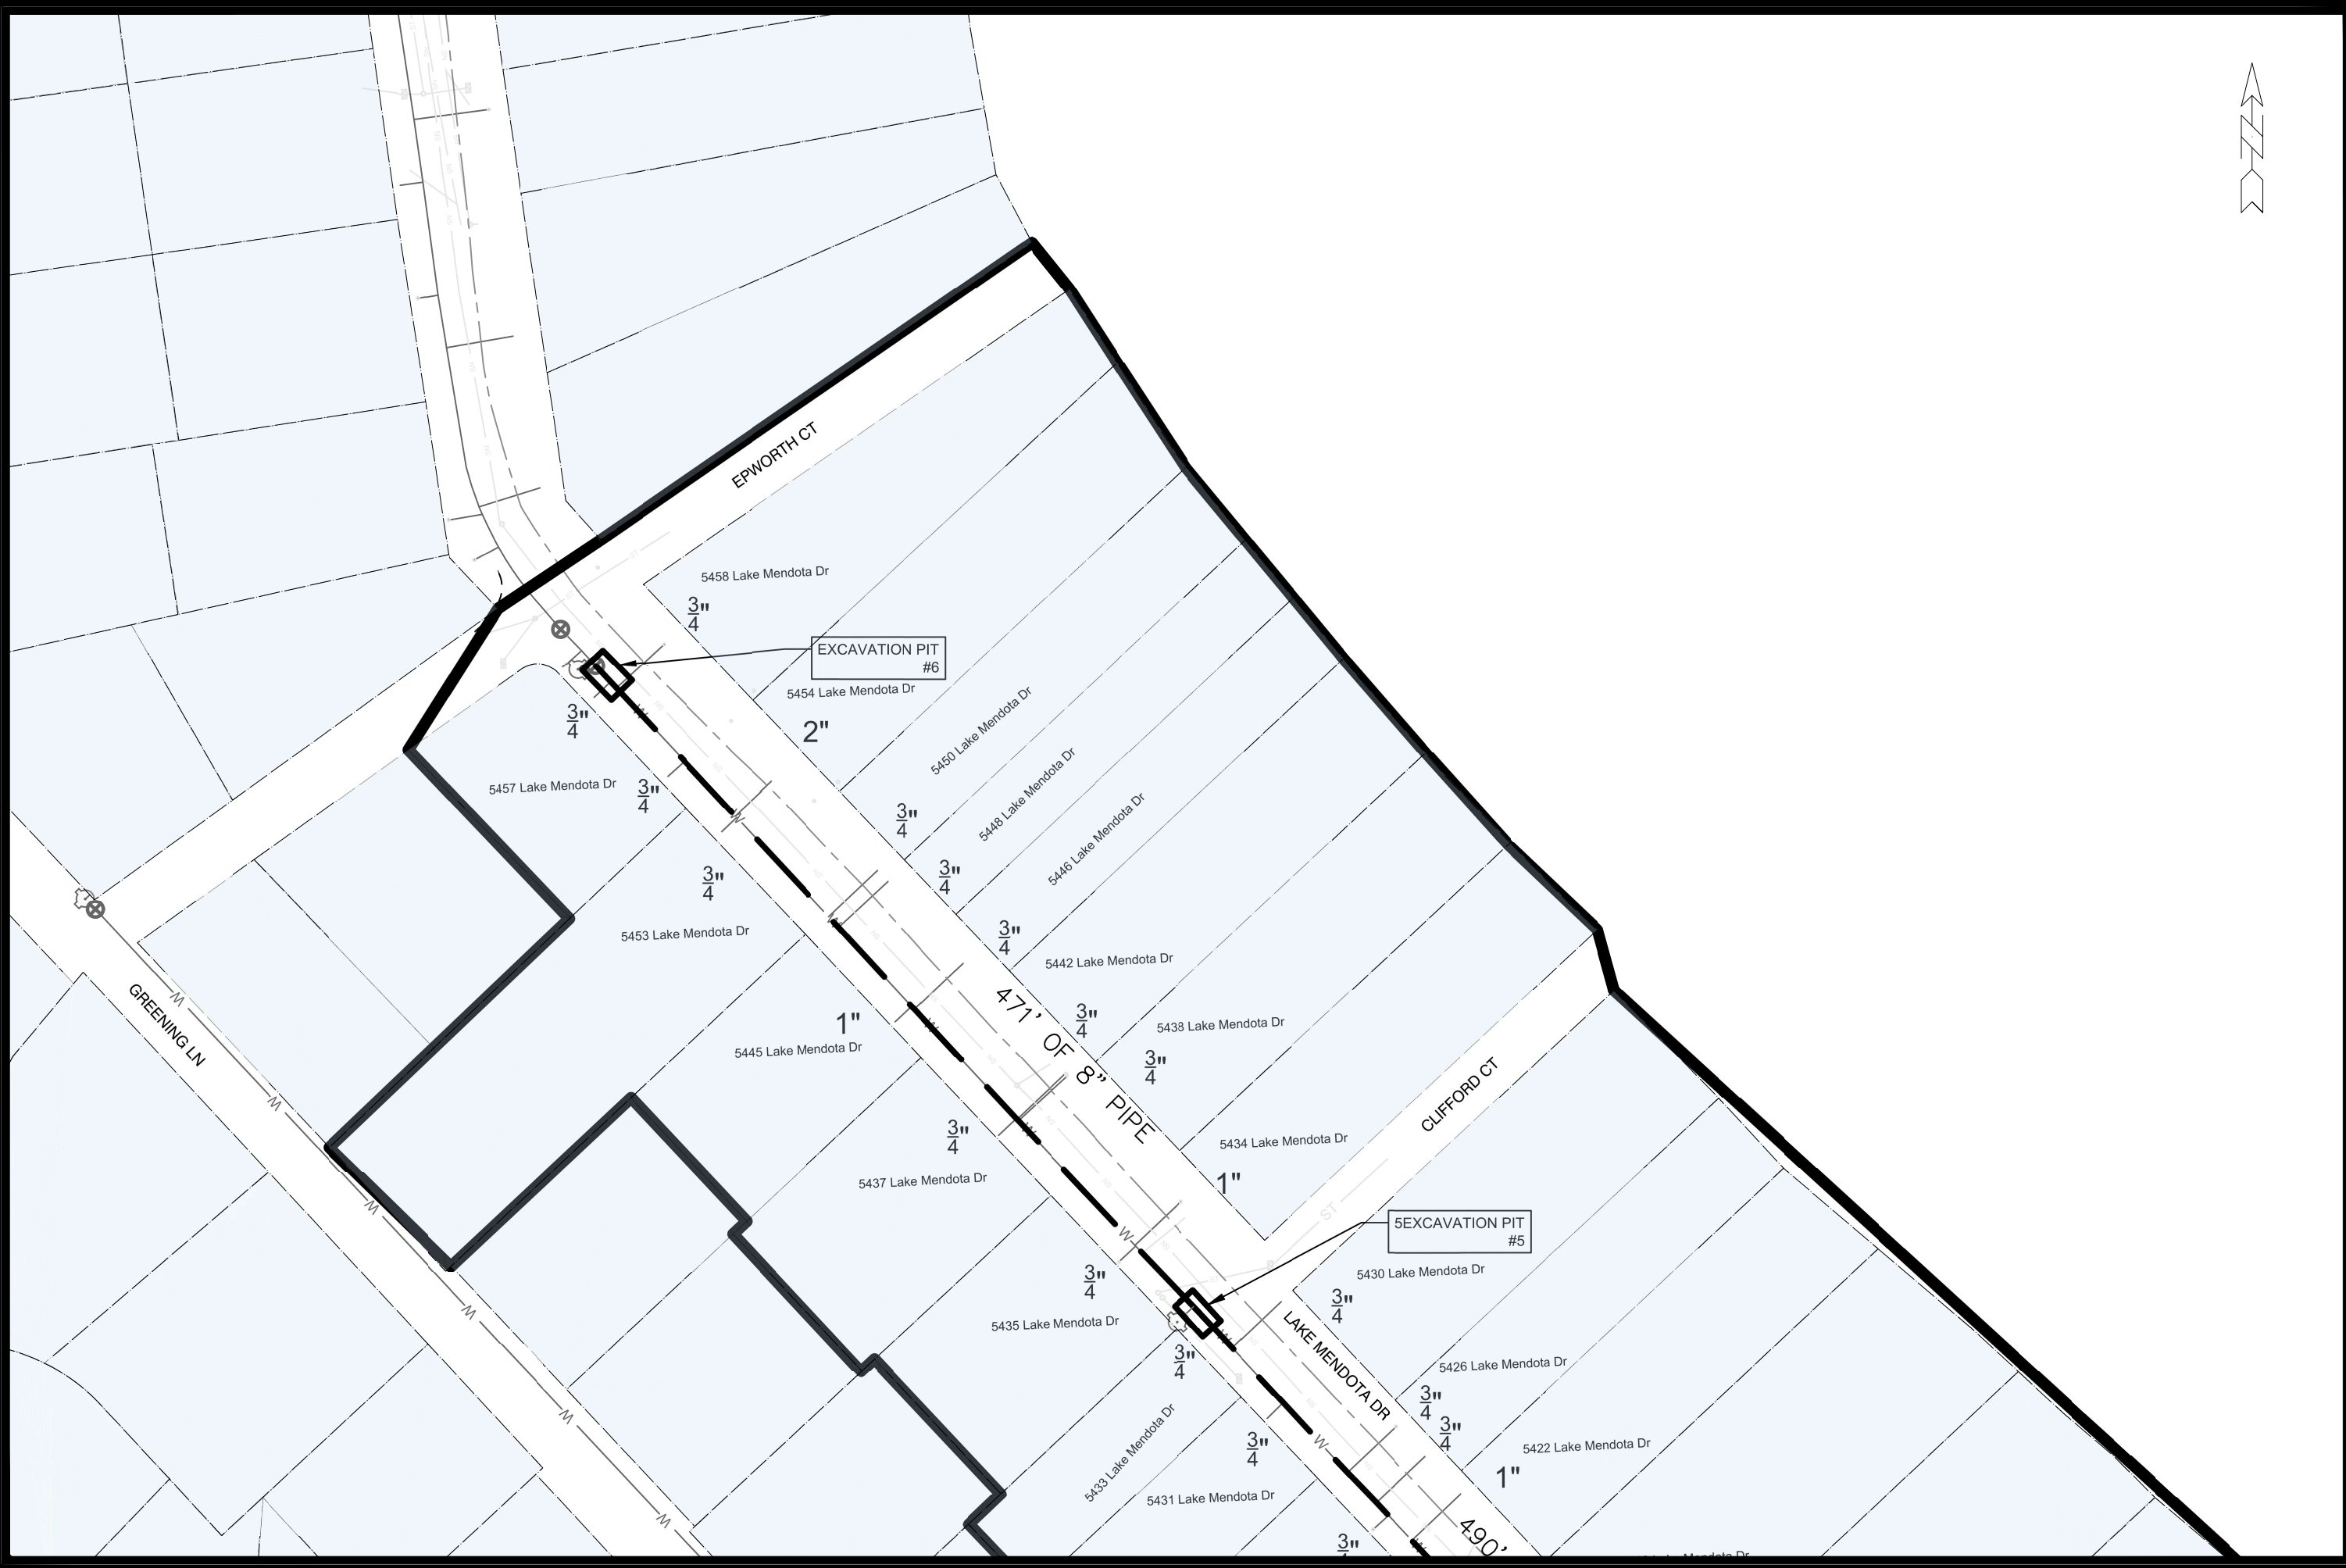 N
EPWORTH CT
5458 Lake Mendota Dr
3/4"
EXCAVATION PIT
#6
5454 Lake Mendota Dr
2"
3/4"
5457 Lake Mendota Dr
3/4"
W
5450 Lake Mendota Dr
5448 Lake Mendota Dr
5446 Lake Mendota Dr
3/4"
W
3/4"
3/4"
5453 Lake Mendota Dr
3/4"
5442 Lake Mendota Dr
W
GREENING LN
471' OF 8" PIPE
3/4"
5438 Lake Mendota Dr
1"
5445 Lake Mendota Dr
W
3/4"
W
CLIFFORD CT
3/4"
W
5434 Lake Mendota Dr
1"
5437 Lake Mendota Dr
W
W
ST
5EXCAVATION PIT
#5
3/4"
5430 Lake Mendota Dr
3/4"
W
5435 Lake Mendota Dr
W
LAKE MENDOTA DR
3/4"
5426 Lake Mendota Dr
3/4"
3/4"
W
5433 Lake Mendota Dr
3/4"
W
5422 Lake Mendota Dr
1"
5431 Lake Mendota Dr
W
490'
3/4"
W